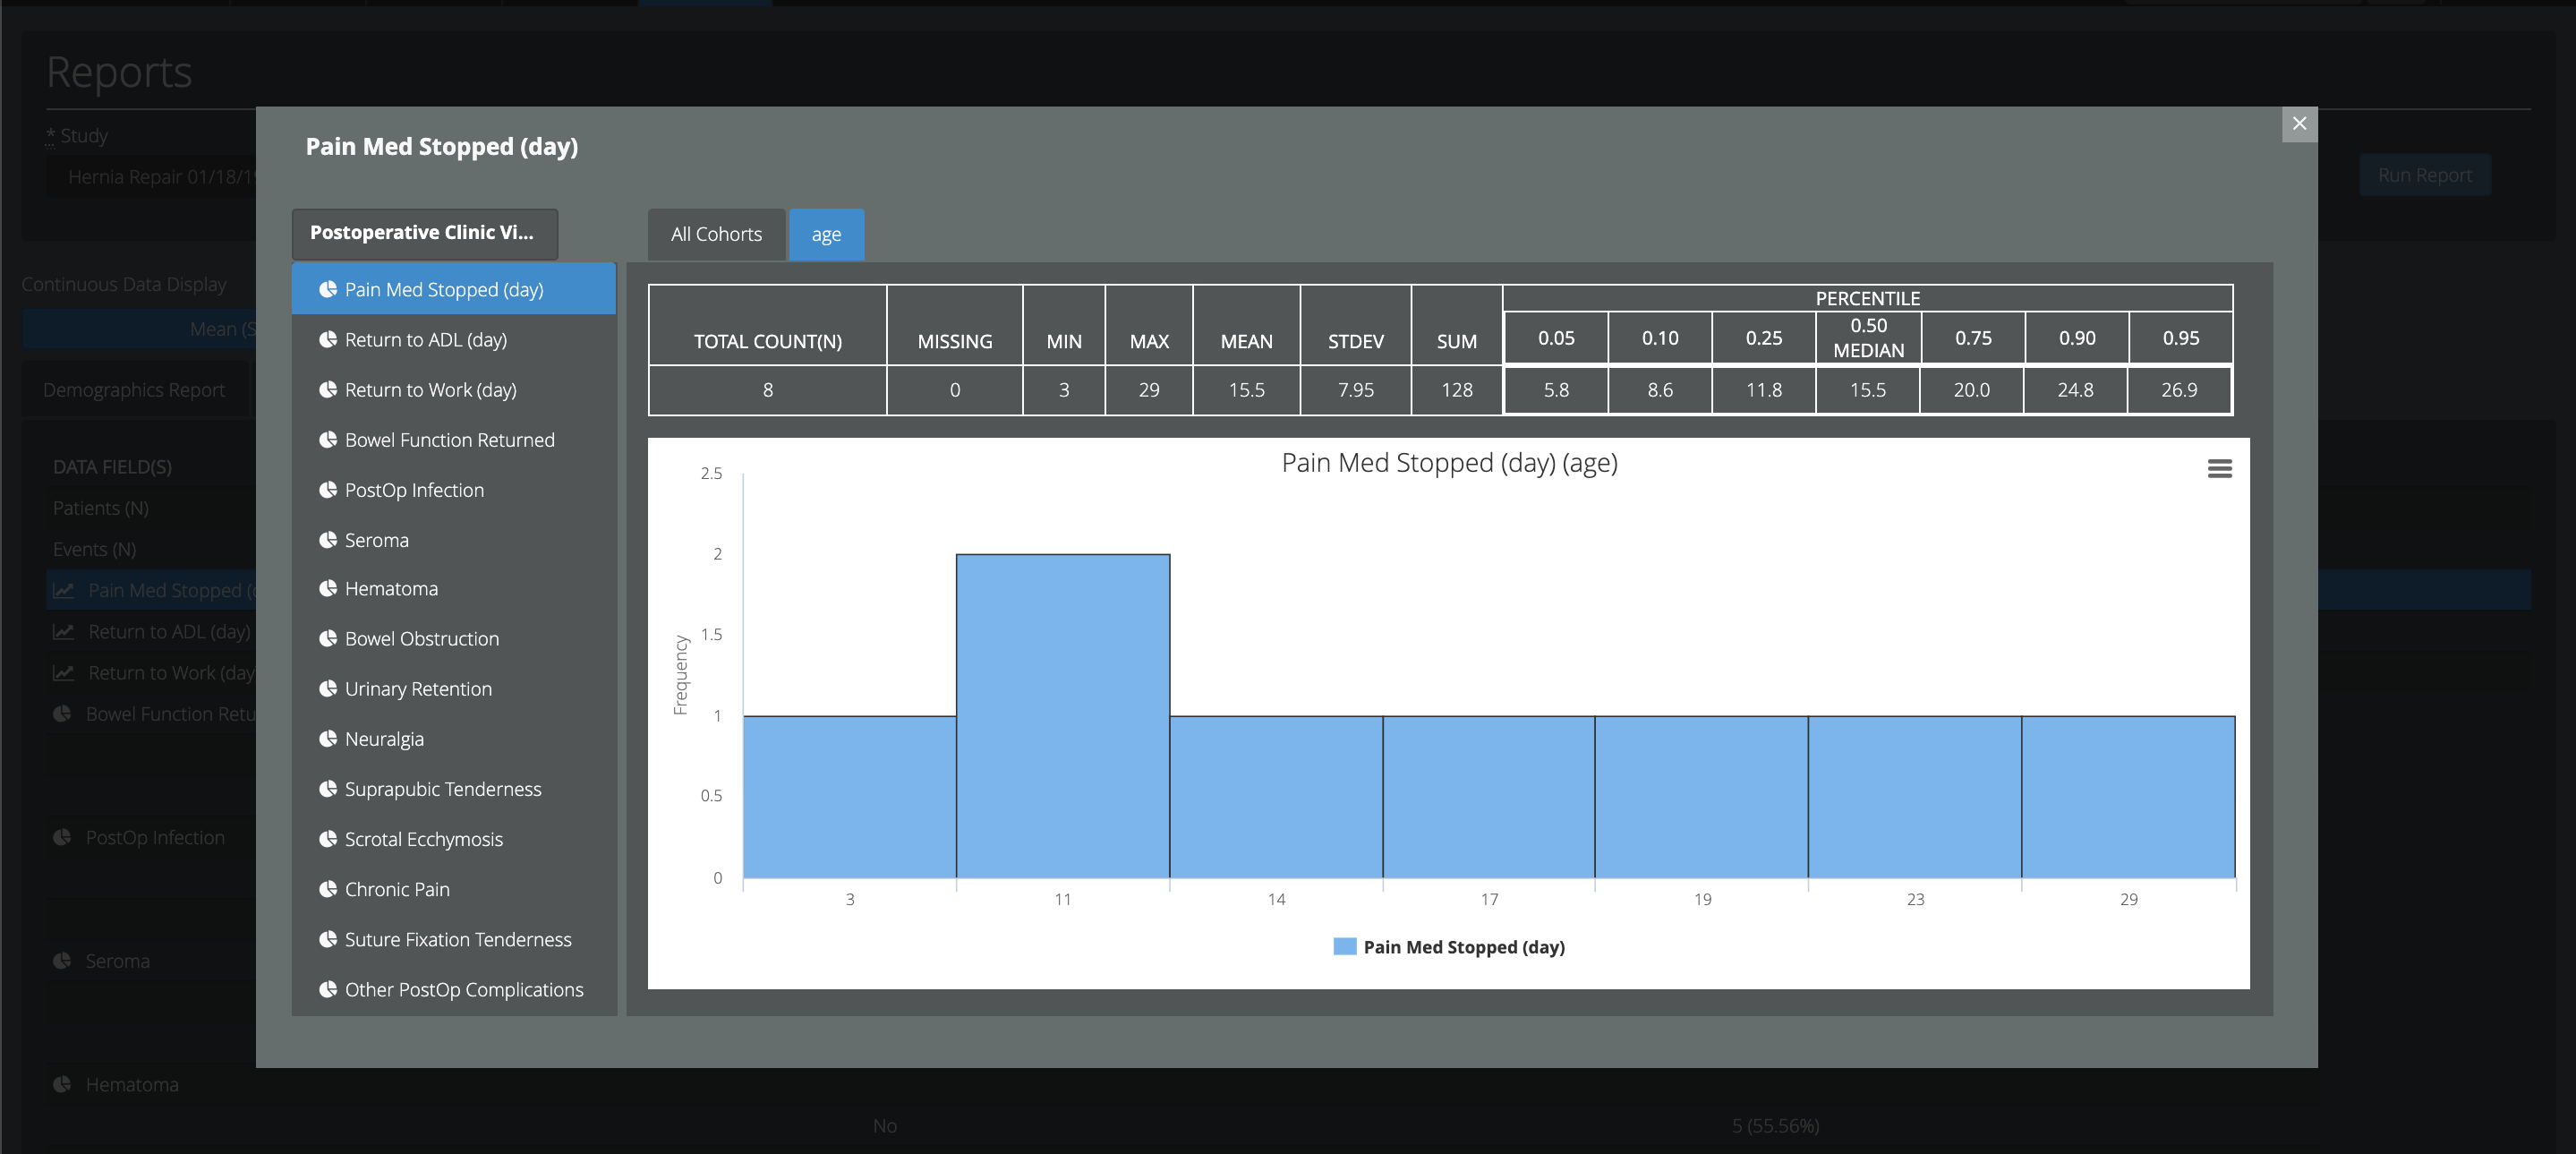 Reports
* Study
Hernia Repair 01/18/1
Run Report
Continuous Data Display
Mean (S
Demographics Report
DATA FIELD(S)
Patients (N)
Events (N)
Pain Med Stopped (
Return to ADL (day)
Return to Work (day
Bowel Function Retu
PostOp Infection
Seroma
Hematoma
No
5 (55.56%)
Pain Med Stopped (day)
Postoperative Clinic Vi...
Pain Med Stopped (day)
Return to ADL (day)
Return to Work (day)
Bowel Function Returned
PostOp Infection
Seroma
Hematoma
Bowel Obstruction
Urinary Retention
Neuralgia
Suprapubic Tenderness
Scrotal Ecchymosis
Chronic Pain
Suture Fixation Tenderness
Other PostOp Complications
All Cohorts age
PERCENTILE
TOTAL COUNT(N) MISSING MIN MAX MEAN STDEV SUM 0.05 0.10 0.25 0.50 MEDIAN 0.75 0.90 0.95
8 0 3 29 15.5 7.95 128 5.8 8.6 11.8 15.5 20.0 24.8 26.9
Pain Med Stopped (day) (age)
Frequency
2.5
2
1.5
1
0.5
0
3 11 14 17 19 23 29
Pain Med Stopped (day)